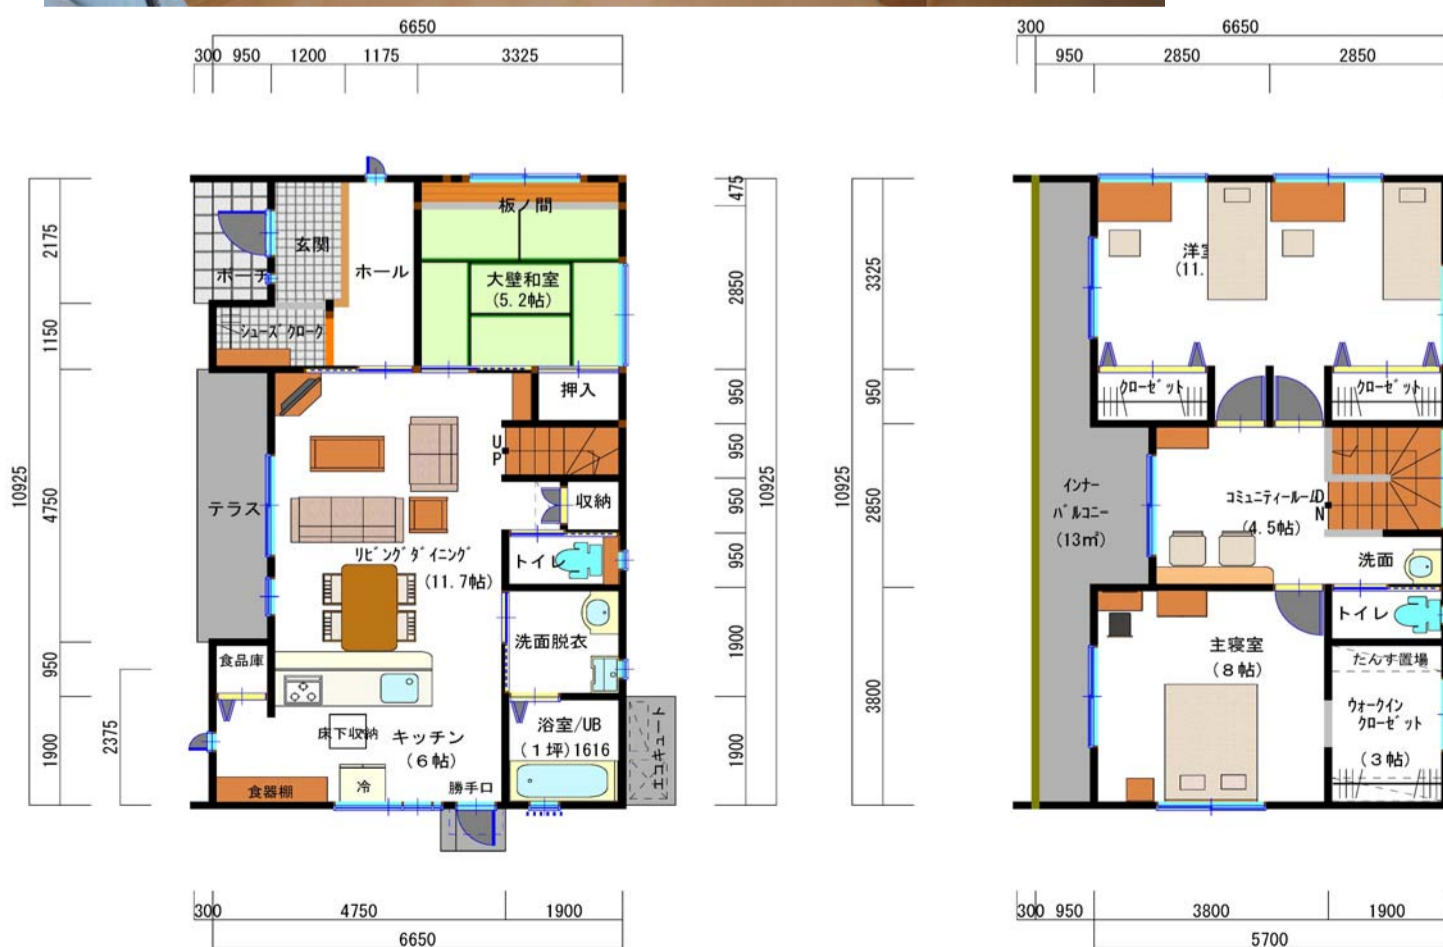 6650
300 950 1200 1175 3325
300
6650
950 2850 2850
10925
2175
1150
4750
950
1900
2375
475
2850
950
950
950
950
1900
1900
10925
10925
3325
950
2850
3800
ポーチ
玄関
ホール
板ノ間
大壁和室
(5.2帖)
シューズクローク
押入
UP
テラス
収納
リビングダイニング
(11.7帖)
トイレ
洗面脱衣
食品庫
床下収納
キッチン
(6帖)
浴室/UB
(1坪)1616
エコキュート
食器棚
冷
勝手口
300 4750 1900
6650
(11.
クローゼット
クローゼット
インナー
バルコニー
(13㎡)
コミュニティールーム
(4.5帖)
DN
洗面
トイレ
主寝室
(8帖)
たんす置場
ウォークイン
クローゼット
(3帖)
300 950 3800 1900
5700